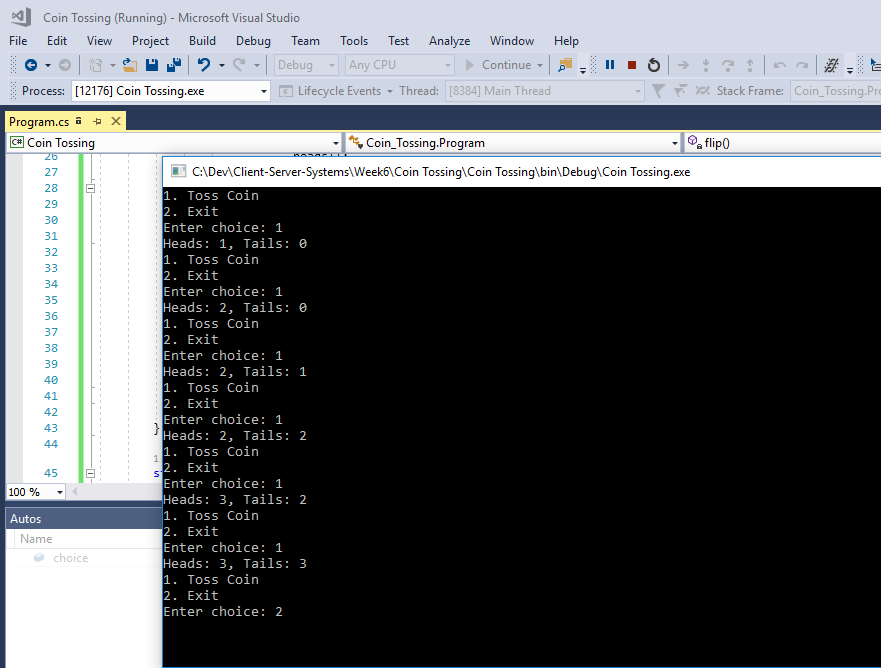 Coin Tossing (Running) - Microsoft Visual Studio
File Edit View Project Build Debug Team Tools Test Analyze Window Help
Debug Any CPU Continue
Process: [12176] Coin Tossing.exe Lifecycle Events Thread: [8384] Main Thread Stack Frame: Coin_Tossing.Pro
Program.cs
C# Coin Tossing Coin_Tossing.Program flip()
26
27
28
29
30
31
32
33
34
35
36
37
38
39
40
41
42
43 }
44
1
45 s
100 %
Autos
Name
choice
C:\Dev\Client-Server-Systems\Week6\Coin Tossing\Coin Tossing\bin\Debug\Coin Tossing.exe
1. Toss Coin
2. Exit
Enter choice: 1
Heads: 1, Tails: 0
1. Toss Coin
2. Exit
Enter choice: 1
Heads: 2, Tails: 0
1. Toss Coin
2. Exit
Enter choice: 1
Heads: 2, Tails: 1
1. Toss Coin
2. Exit
Enter choice: 1
Heads: 2, Tails: 2
1. Toss Coin
2. Exit
Enter choice: 1
Heads: 3, Tails: 2
1. Toss Coin
2. Exit
Enter choice: 1
Heads: 3, Tails: 3
1. Toss Coin
2. Exit
Enter choice: 2